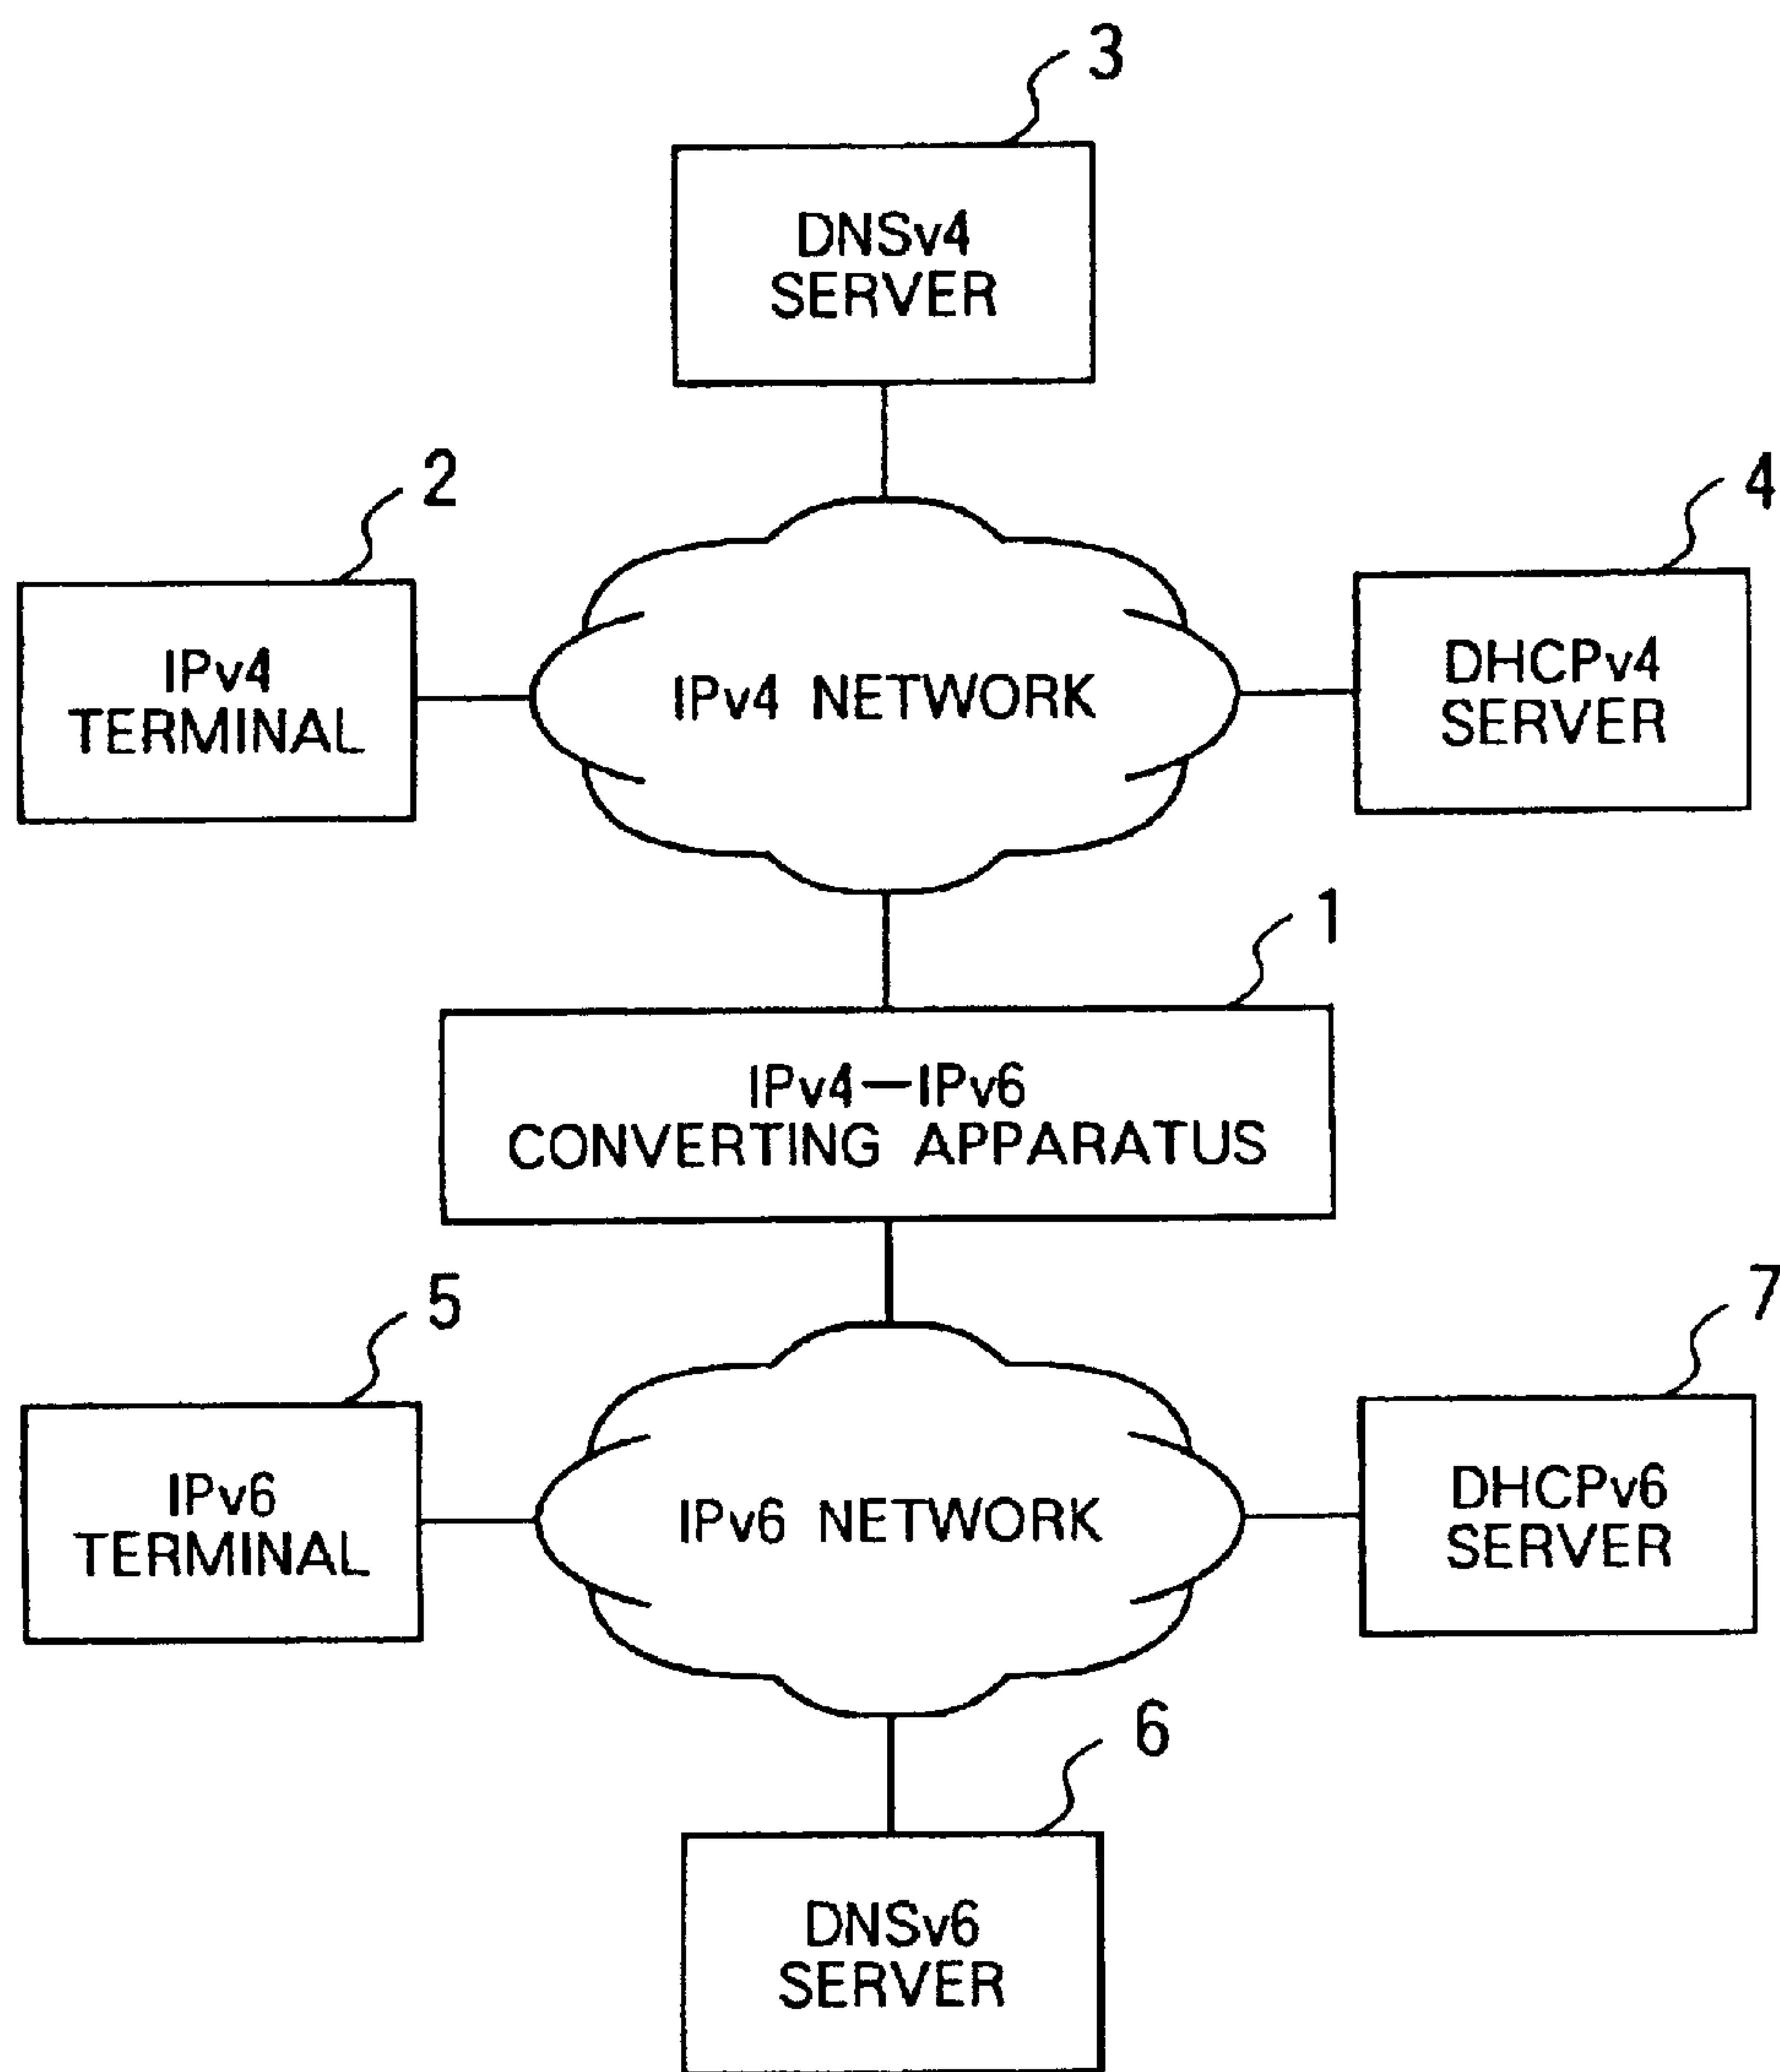 3
DNSv4
SERVER
2
4
IPv4
TERMINAL
IPv4 NETWORK
DHCPv4
SERVER
1
IPv4—IPv6
CONVERTING APPARATUS
5
7
IPv6
TERMINAL
IPv6 NETWORK
DHCPv6
SERVER
6
DNSv6
SERVER